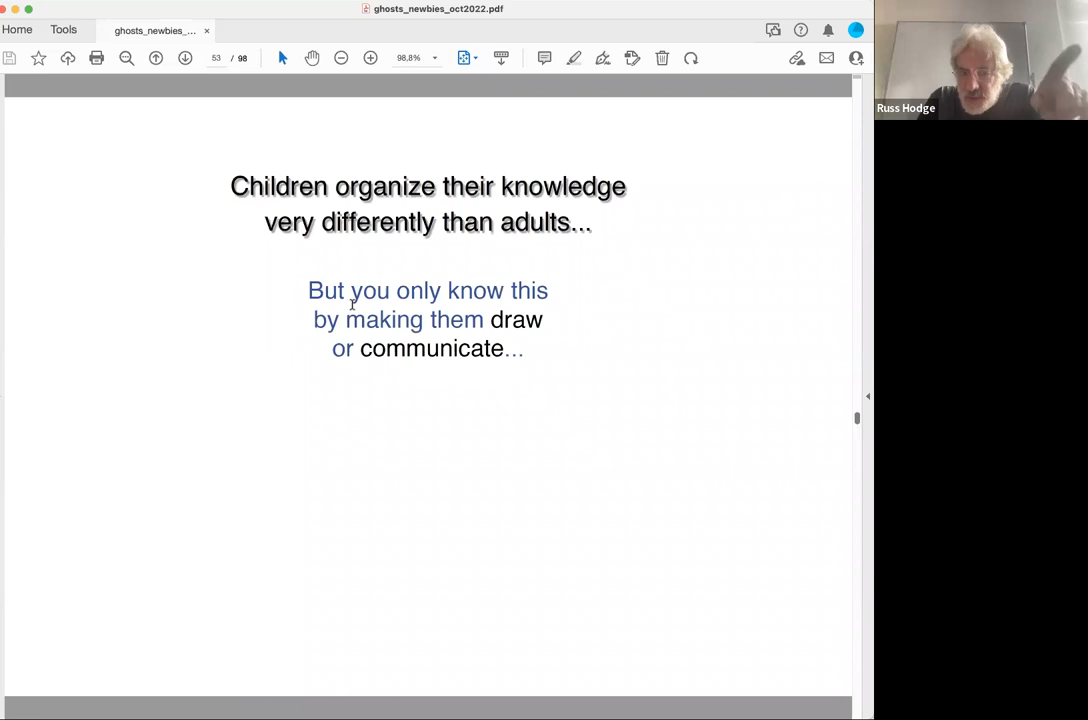 ghosts_newbies_oct2022.pdf
Home
Tools
ghosts_newbies_...
53 / 98
98,8%
Russ Hodge
Children organize their knowledge
very differently than adults...
But you only know this
by making them draw
or communicate...